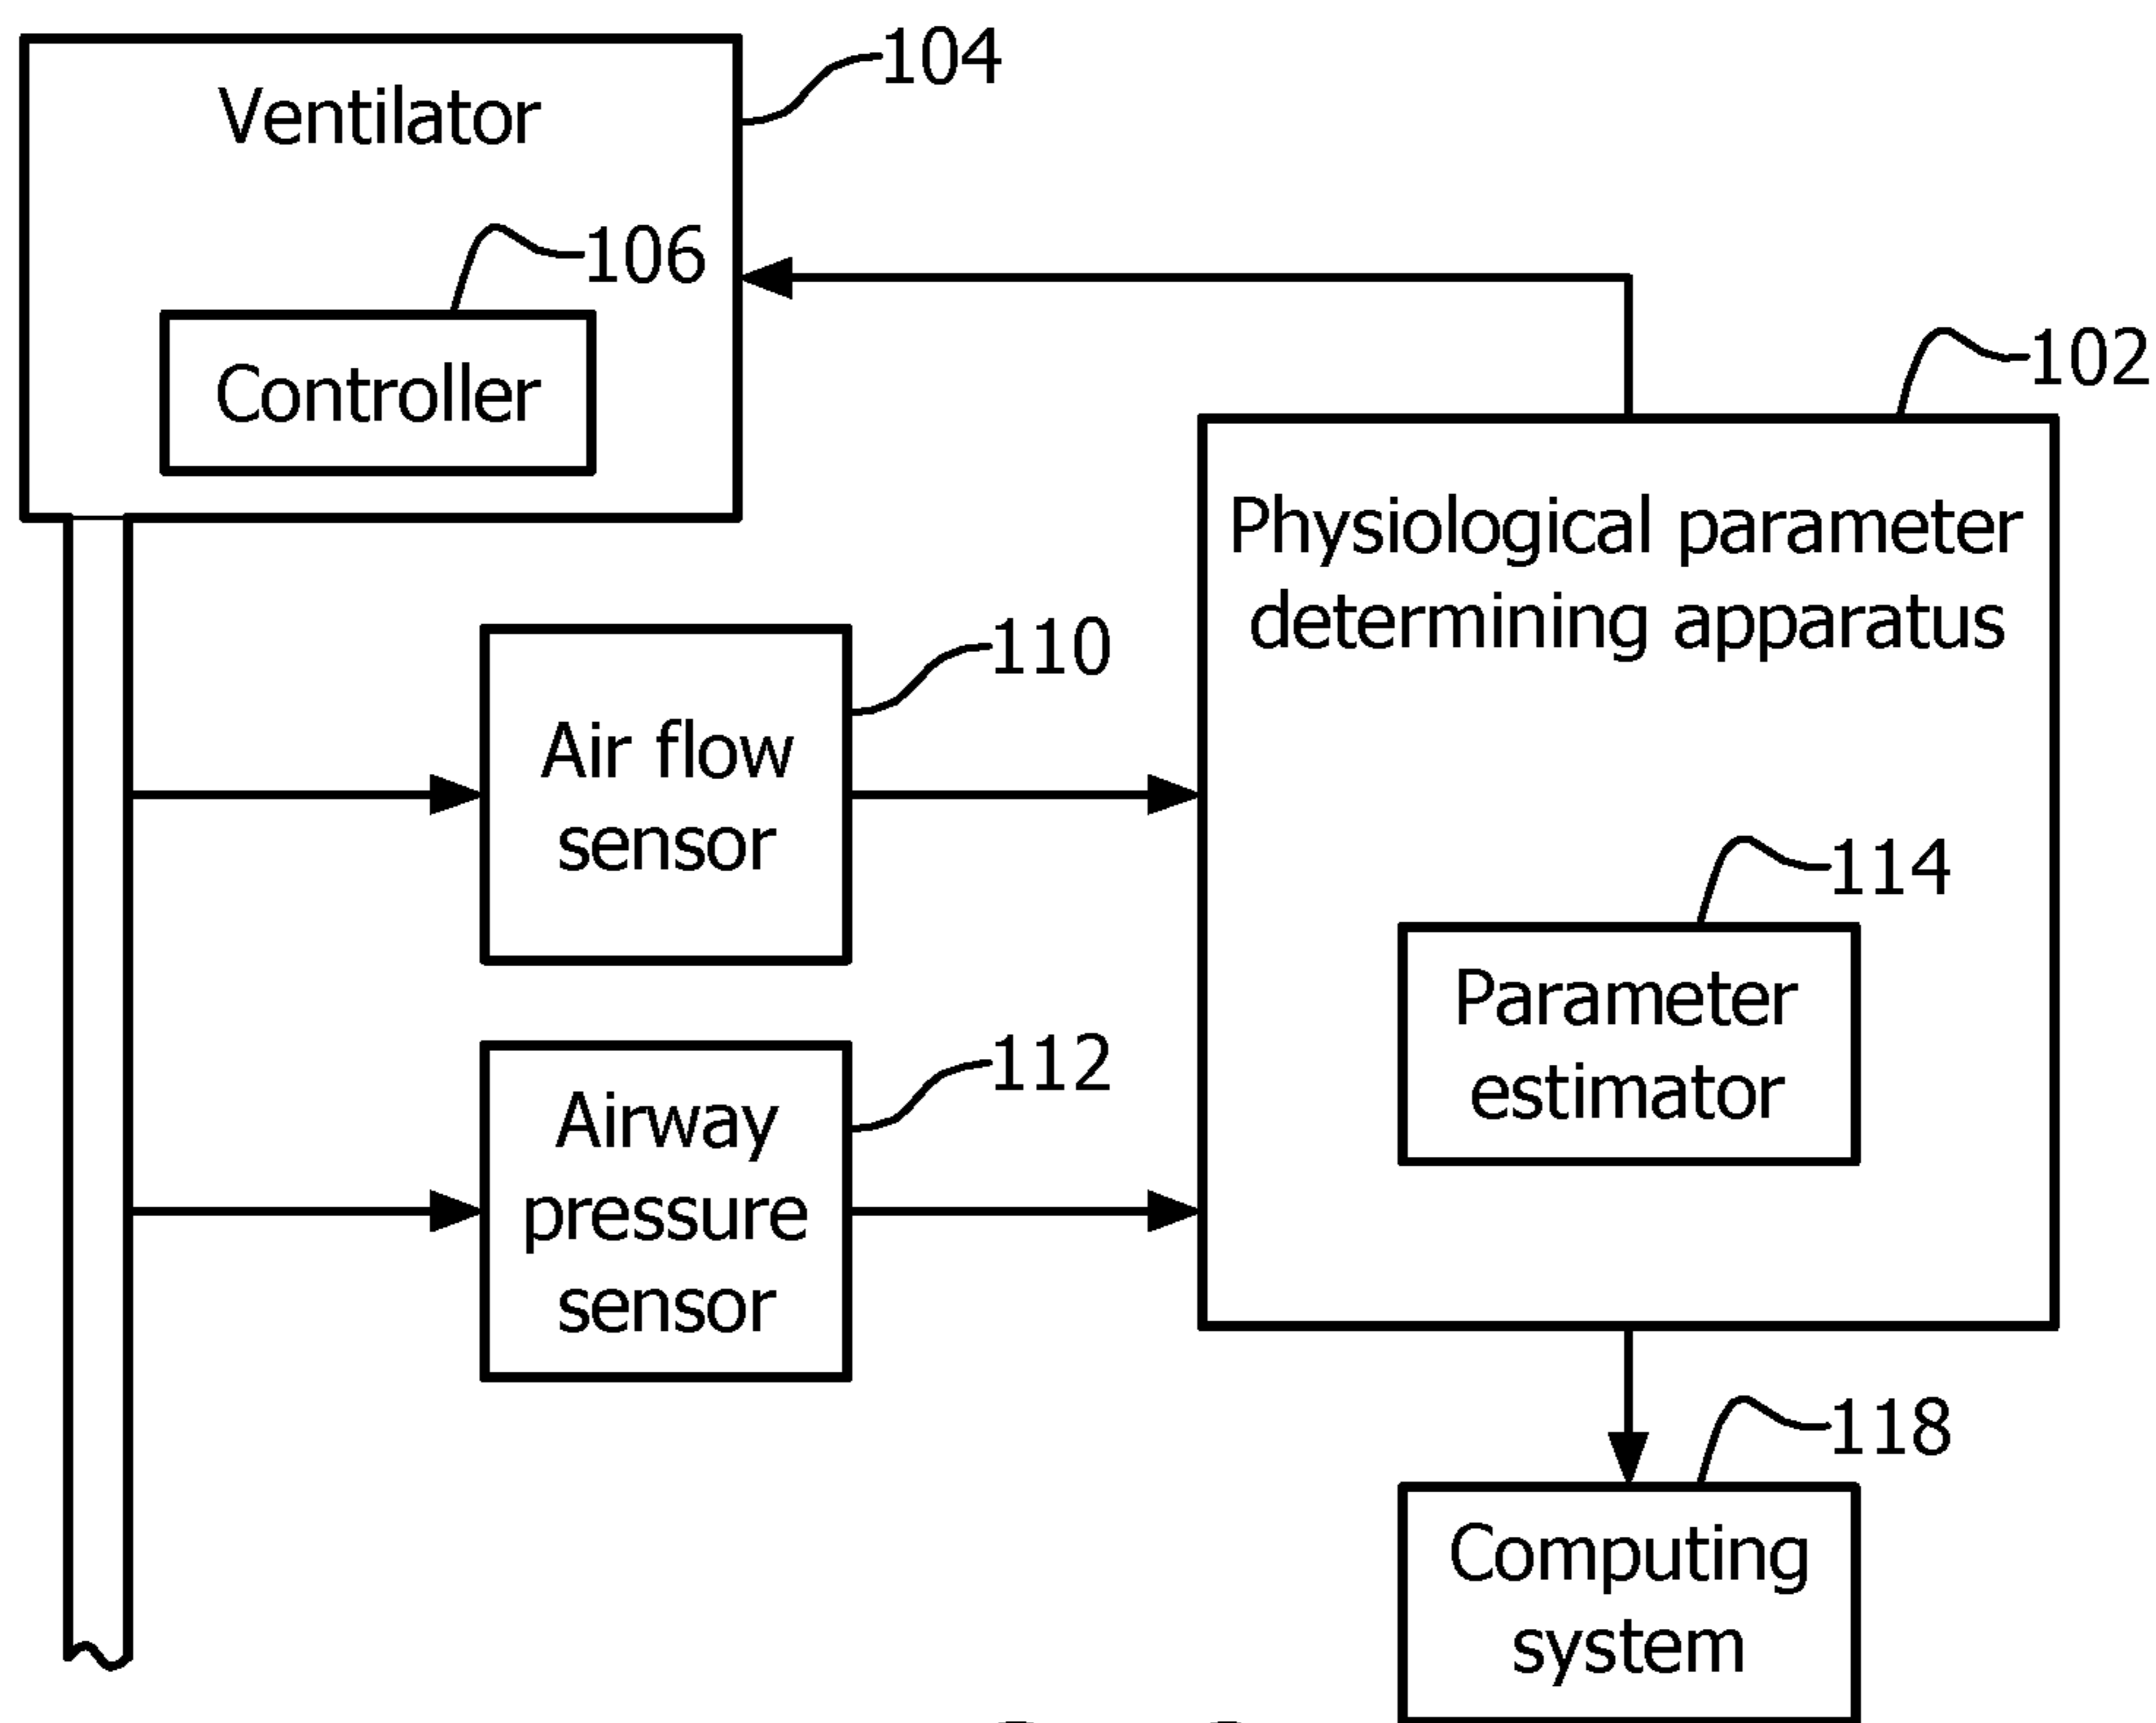 Ventilator
104
106
Controller
102
Physiological parameter
determining apparatus
110
Air flow
sensor
114
Parameter
estimator
112
Airway
pressure
sensor
118
Computing
system